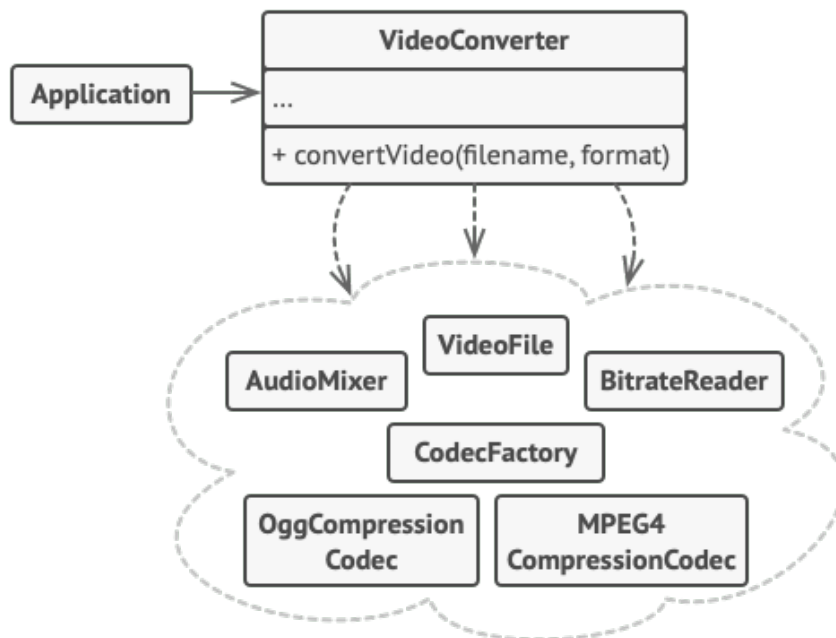 VideoConverter
Application
...
+ convertVideo(filename, format)
VideoFile
AudioMixer
BitrateReader
CodecFactory
OggCompression
Codec
MPEG4
CompressionCodec